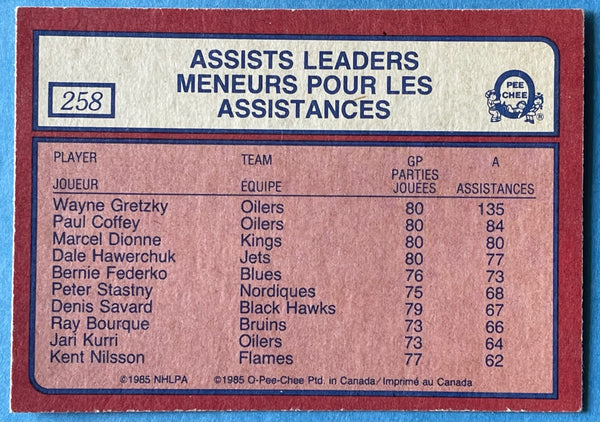 258
ASSISTS LEADERS
MENEURS POUR LES
ASSISTANCES
O
PEE
CHEE
®
PLAYER TEAM GP A
PARTIES
JOUEUR ÉQUIPE JOUÉES ASSISTANCES
Wayne Gretzky Oilers 80 135
Paul Coffey Oilers 80 84
Marcel Dionne Kings 80 80
Dale Hawerchuk Jets 80 77
Bernie Federko Blues 76 73
Peter Stastny Nordiques 75 68
Denis Savard Black Hawks 79 67
Ray Bourque Bruins 73 66
Jari Kurri Oilers 73 64
Kent Nilsson Flames 77 62
©1985 NHLPA ©1985 O-Pee-Chee Ptd. in Canada/Imprimé au Canada